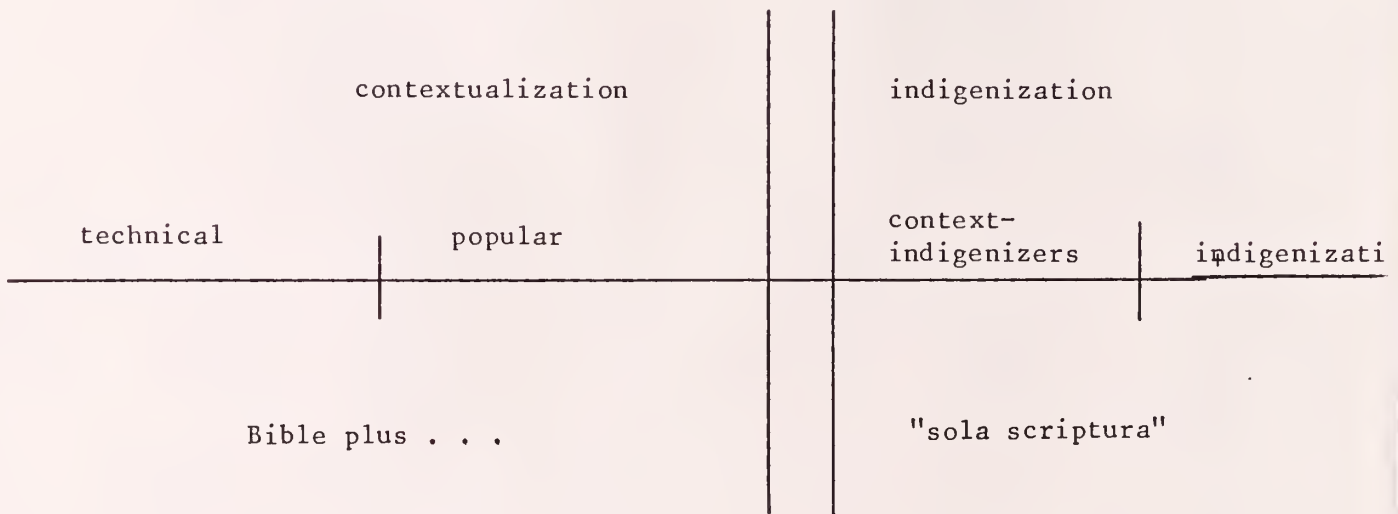 contextualization
indigenization
technical
popular
context-
indigenizers
indigenizati
Bible plus . . .
"sola scriptura"